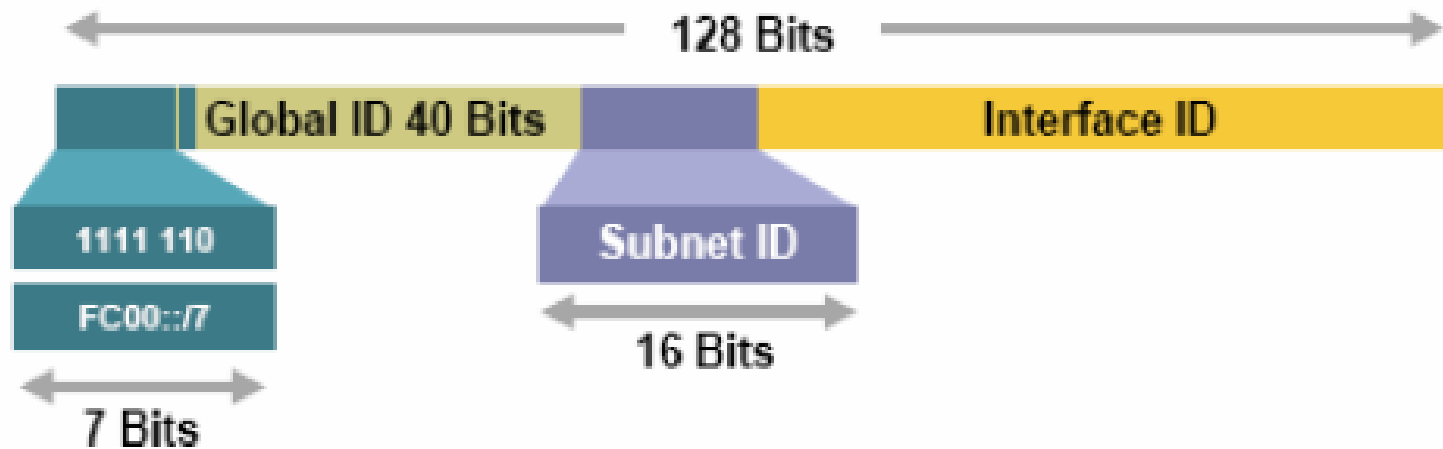 128 Bits
Global ID 40 Bits
Interface ID
1111 110
Subnet ID
FC00::/7
16 Bits
7 Bits